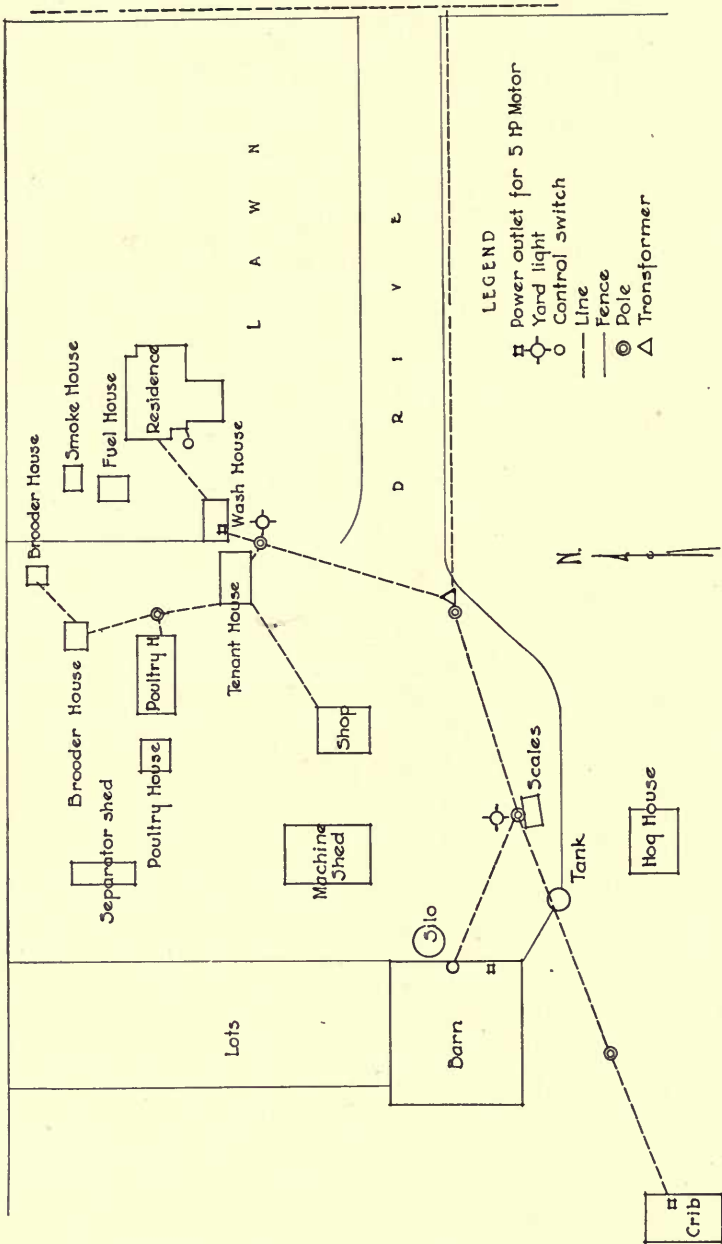 Brooder House
Smoke House
Brooder House
Fuel House
Separator shed
Poultry House
Poultry H
Residence
Wash House
Tenant House
LAWN
Lots
Machine
Shed
Shop
DRIVE
Silo
Barn
Scales
Tank
LEGEND
Power outlet for 5 HP Motor
Yard light
Control switch
Line
Fence
Pole
Transformer
N.
Hog House
Crib